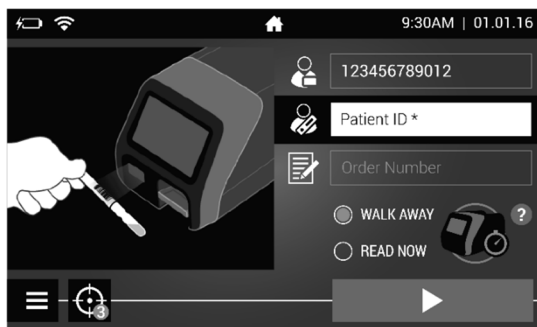 9:30AM | 01.01.16
123456789012
Patient ID *
Order Number
WALK AWAY
?
READ NOW
3